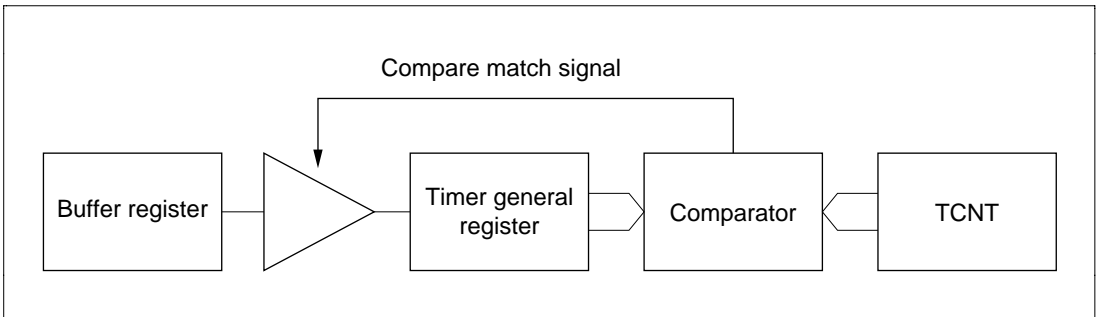 Compare match signal
Buffer register
Timer general
register
Comparator
TCNT